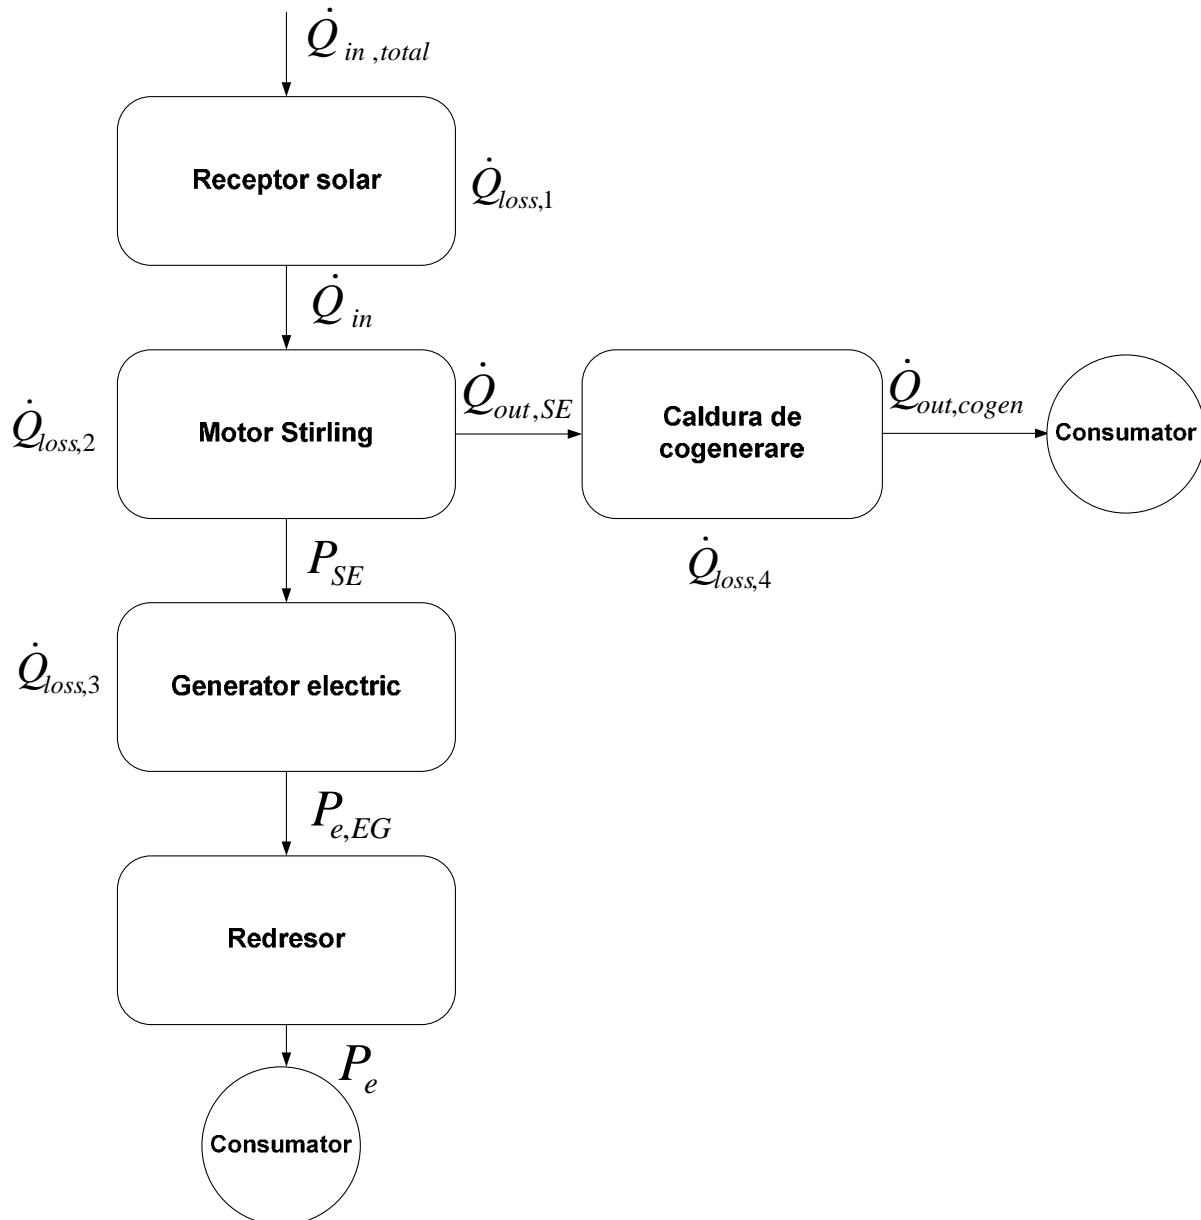 Q̇ in ,total
Receptor solar
Q̇loss,1
Q̇ in
Q̇loss,2
Motor Stirling
Q̇out,SE
Caldura de
cogenerare
Q̇out,cogen
Consumator
PSE
Q̇loss,4
Q̇loss,3
Generator electric
Pe,EG
Redresor
Pe
Consumator